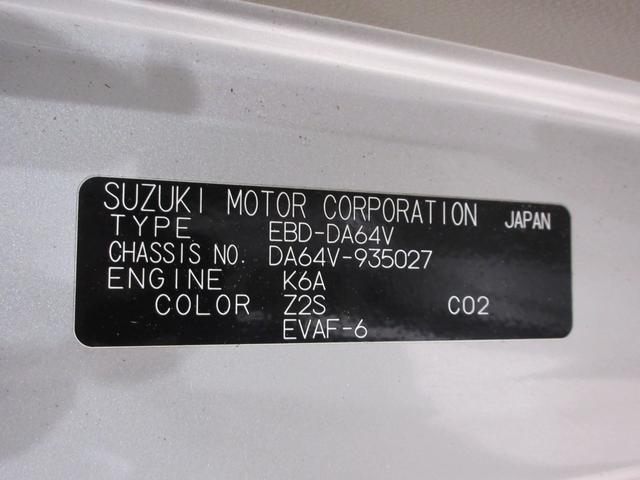 SUZUKI MOTOR CORPORATION JAPAN
TYPE EBD-DA64V
CHASSIS NO. DA64V-935027
ENGINE K6A
COLOR Z2S C02
EVAF-6